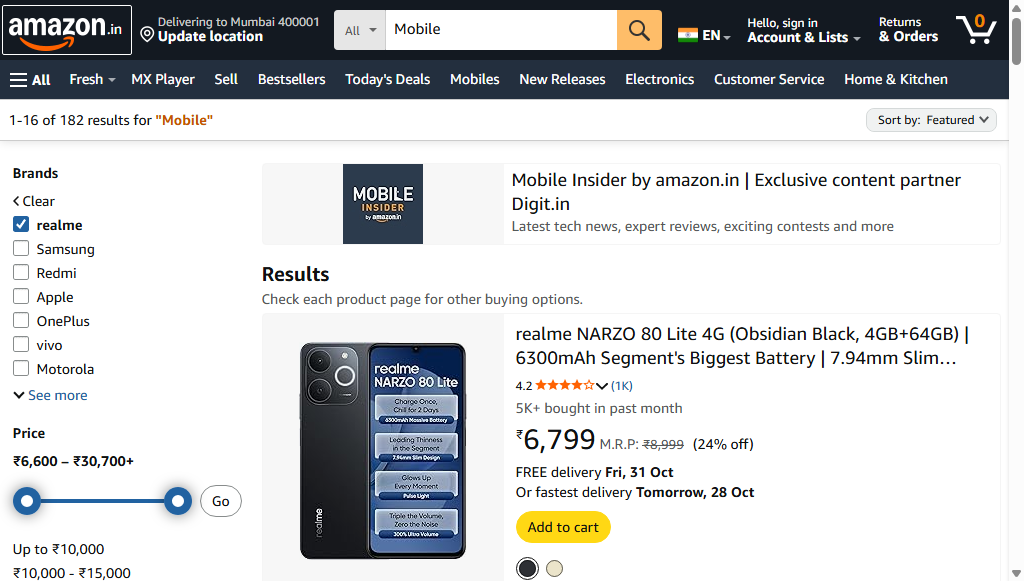 amazon.in
Delivering to Mumbai 400001
Update location
All
Mobile
EN
Hello, sign in
Account & Lists
Returns
& Orders
0
All
Fresh
MX Player
Sell
Bestsellers
Today's Deals
Mobiles
New Releases
Electronics
Customer Service
Home & Kitchen
1-16 of 182 results for "Mobile"
Sort by: Featured
Brands
Clear
realme
Samsung
Redmi
Apple
OnePlus
vivo
Motorola
See more
Price
₹6,600 – ₹30,700+
Go
Up to ₹10,000
₹10,000 - ₹15,000
MOBILE
INSIDER
by amazon.in
Mobile Insider by amazon.in | Exclusive content partner
Digit.in
Latest tech news, expert reviews, exciting contests and more
Results
Check each product page for other buying options.
realme
realme
NARZO 80 Lite
Charge Once,
Chill for 2 Days
6300mAh Massive Battery
Leading Thinness
in the Segment
7.94mm Slim Design
Glows Up
Every Moment
Pulse Light
Triple the Volume,
Zero the Noise
300% Ultra Volume
realme NARZO 80 Lite 4G (Obsidian Black, 4GB+64GB) |
6300mAh Segment's Biggest Battery | 7.94mm Slim...
4.2 (1K)
5K+ bought in past month
₹6,799 M.R.P: ₹8,999 (24% off)
FREE delivery Fri, 31 Oct
Or fastest delivery Tomorrow, 28 Oct
Add to cart